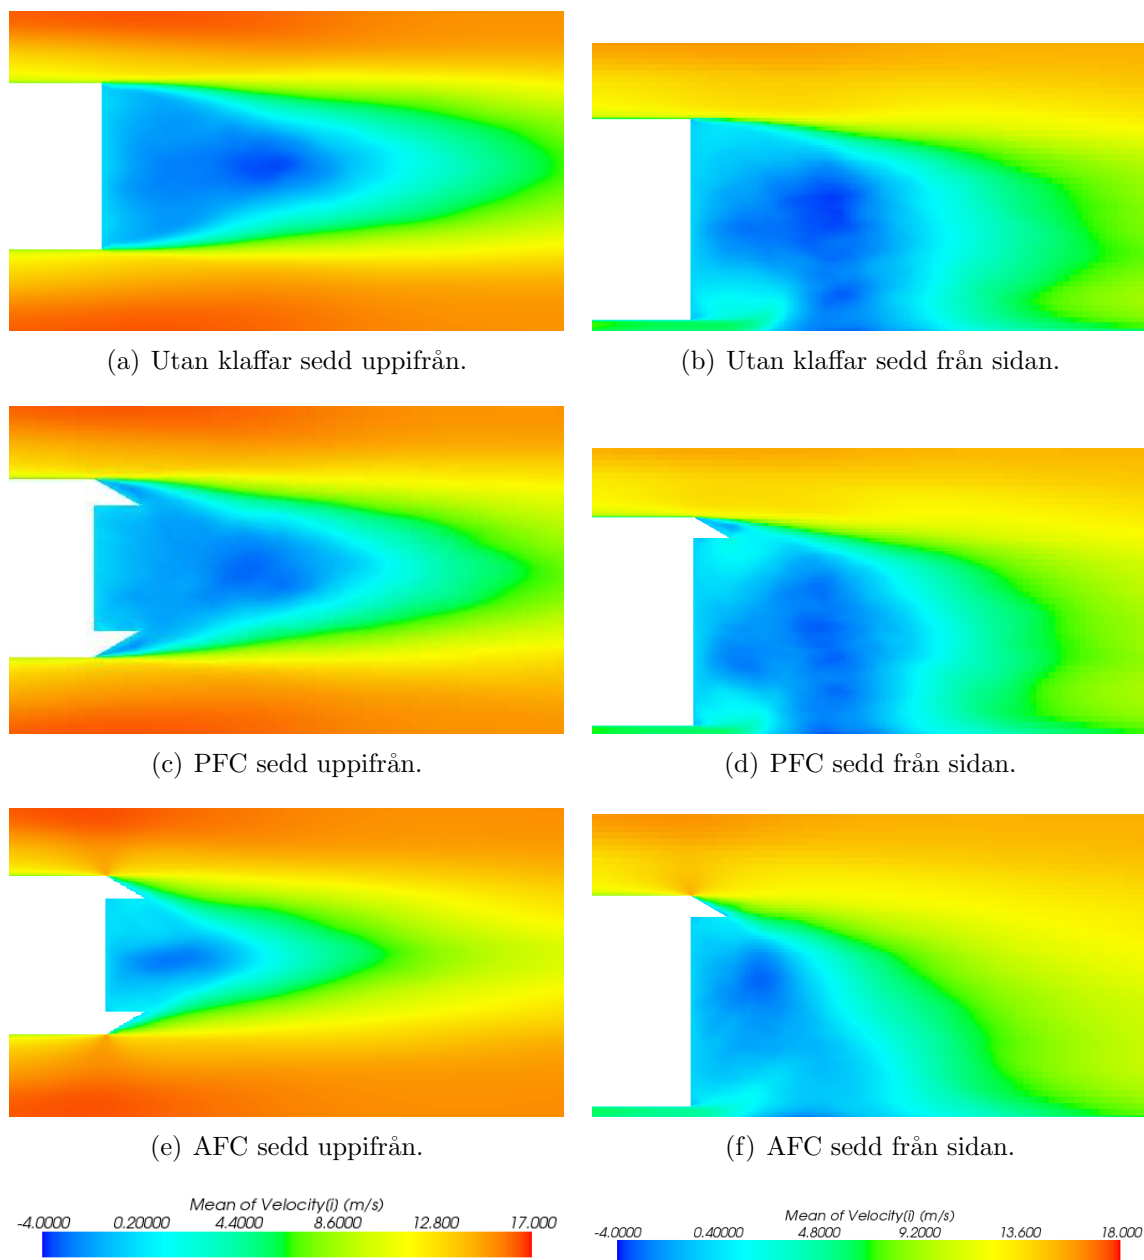 (a) Utan klaffar sedd uppifrån.
(b) Utan klaffar sedd från sidan.
(c) PFC sedd uppifrån.
(d) PFC sedd från sidan.
(e) AFC sedd uppifrån.
(f) AFC sedd från sidan.
Mean of Velocity(i) (m/s)
-4.0000 0.20000 4.4000 8.6000 12.800 17.000
Mean of Velocity(i) (m/s)
-4.0000 0.40000 4.8000 9.2000 13.600 18.000